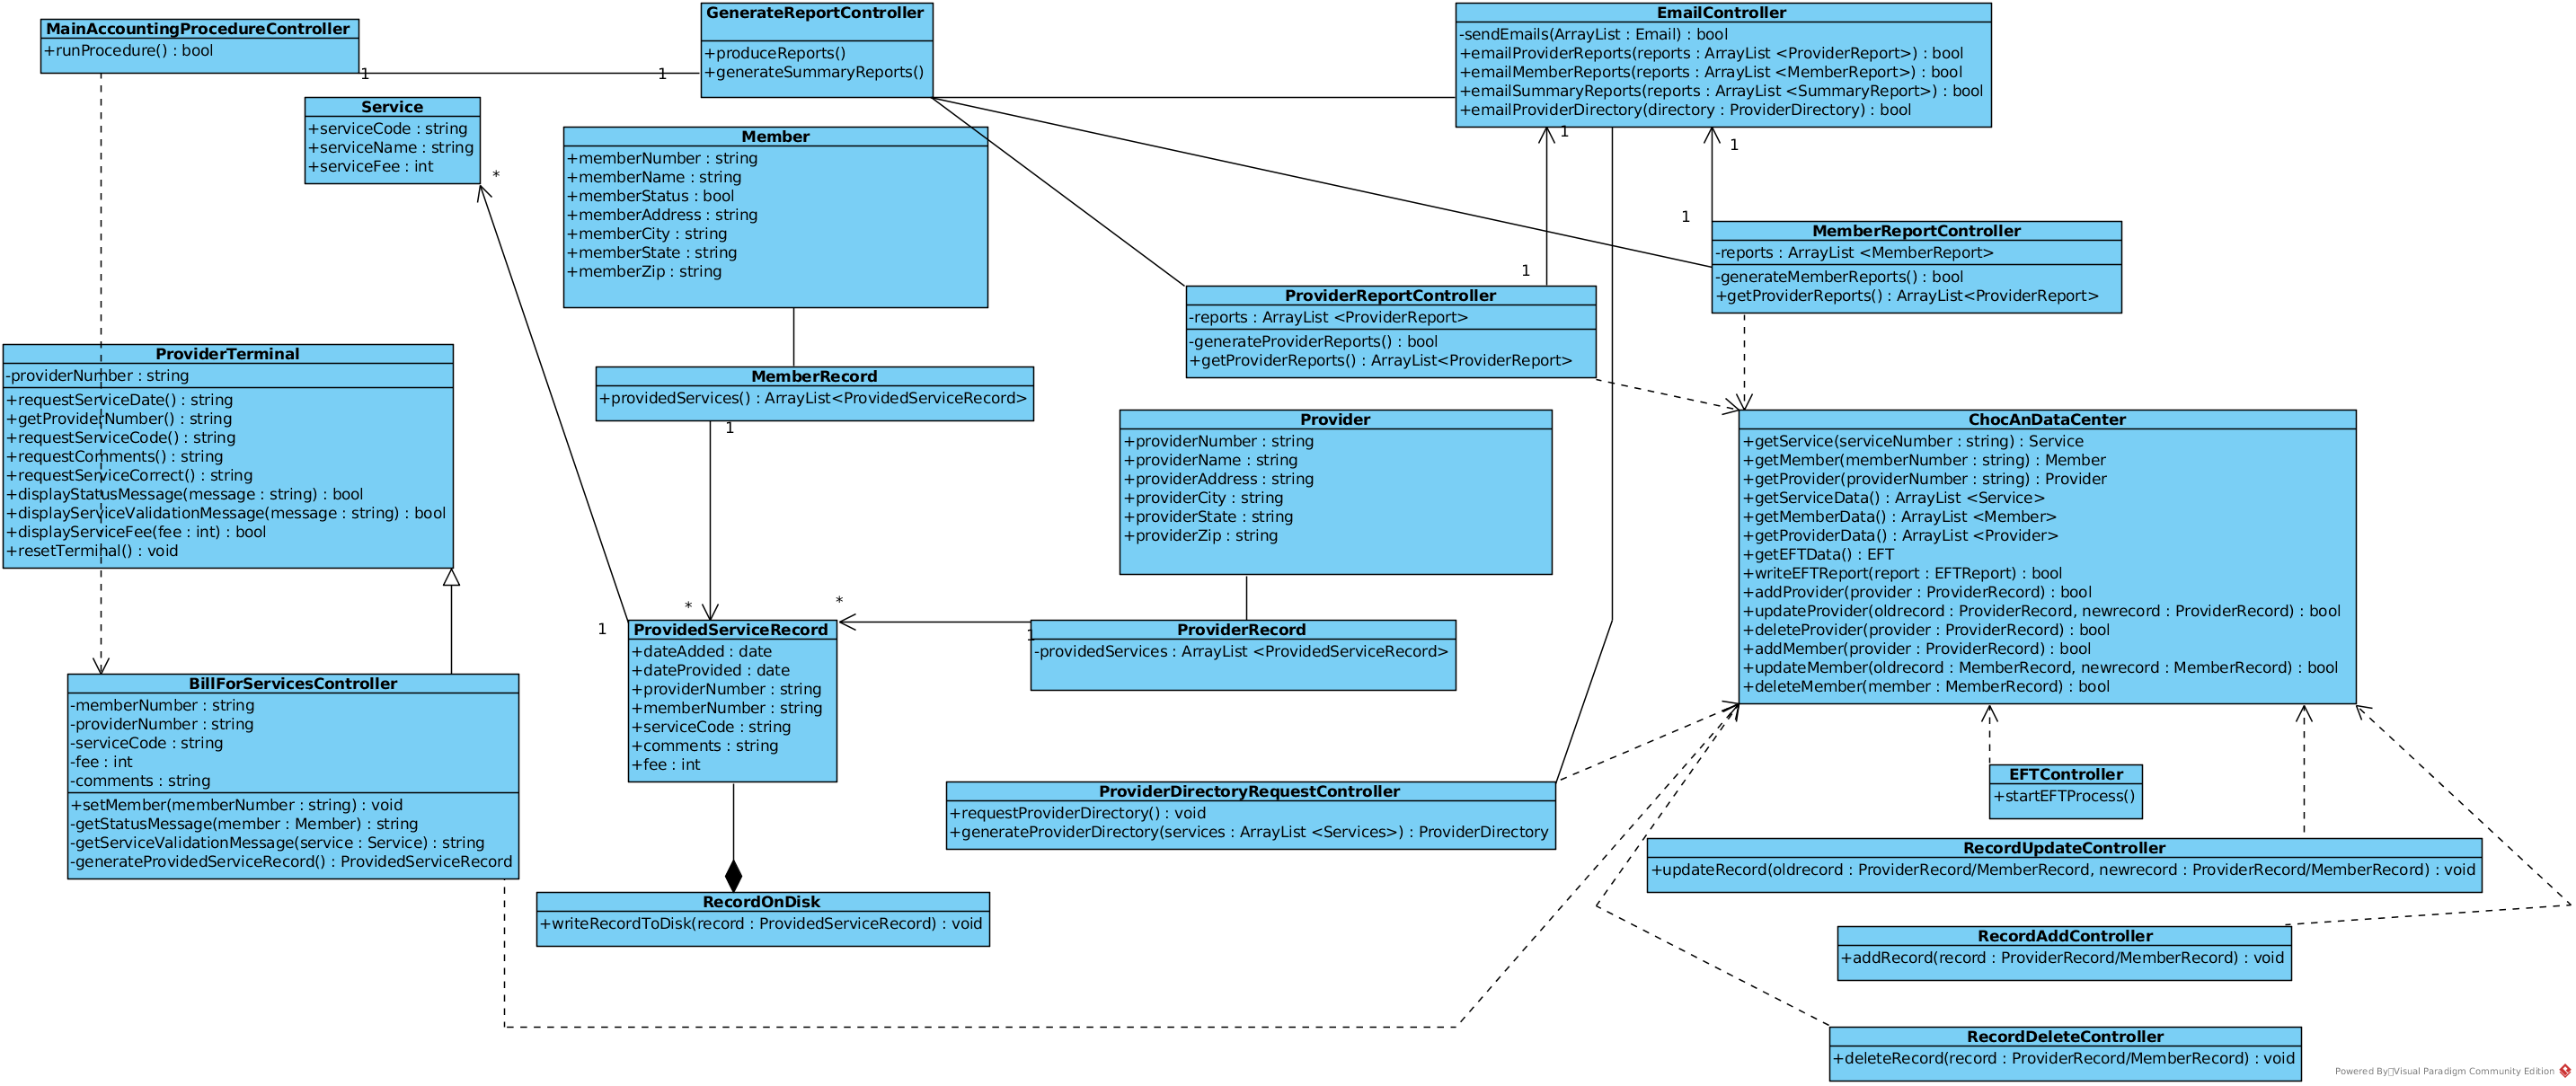 MainAccountingProcedureController
+runProcedure() : bool
1
1
GenerateReportController
+produceReports()
+generateSummaryReports()
EmailController
-sendEmails(ArrayList : Email) : bool
+emailProviderReports(reports : ArrayList <ProviderReport>) : bool
+emailMemberReports(reports : ArrayList <MemberReport>) : bool
+emailSummaryReports(reports : ArrayList <SummaryReport>) : bool
+emailProviderDirectory(directory : ProviderDirectory) : bool
1
1
1
1
Service
+serviceCode : string
+serviceName : string
+serviceFee : int
*
Member
+memberNumber : string
+memberName : string
+memberStatus : bool
+memberAddress : string
+memberCity : string
+memberState : string
+memberZip : string
MemberReportController
-reports : ArrayList <MemberReport>
-generateMemberReports() : bool
+getProviderReports() : ArrayList<ProviderReport>
ProviderReportController
-reports : ArrayList <ProviderReport>
-generateProviderReports() : bool
+getProviderReports() : ArrayList<ProviderReport>
ProviderTerminal
-providerNumber : string
+requestServiceDate() : string
+getProviderNumber() : string
+requestServiceCode() : string
+requestComments() : string
+requestServiceCorrect() : string
+displayStatusMessage(message : string) : bool
+displayServiceValidationMessage(message : string) : bool
+displayServiceFee(fee : int) : bool
+resetTerminal() : void
MemberRecord
+providedServices() : ArrayList<ProvidedServiceRecord>
1
*
Provider
+providerNumber : string
+providerName : string
+providerAddress : string
+providerCity : string
+providerState : string
+providerZip : string
ChocAnDataCenter
+getService(serviceNumber : string) : Service
+getMember(memberNumber : string) : Member
+getProvider(providerNumber : string) : Provider
+getServiceData() : ArrayList <Service>
+getMemberData() : ArrayList <Member>
+getProviderData() : ArrayList <Provider>
+getEFTData() : EFT
+writeEFTReport(report : EFTReport) : bool
+addProvider(provider : ProviderRecord) : bool
+updateProvider(oldrecord : ProviderRecord, newrecord : ProviderRecord) : bool
+deleteProvider(provider : ProviderRecord) : bool
+addMember(provider : ProviderRecord) : bool
+updateMember(oldrecord : MemberRecord, newrecord : MemberRecord) : bool
+deleteMember(member : MemberRecord) : bool
*
1
1
ProvidedServiceRecord
+dateAdded : date
+dateProvided : date
+providerNumber : string
+memberNumber : string
+serviceCode : string
+comments : string
+fee : int
ProviderRecord
-providedServices : ArrayList <ProvidedServiceRecord>
BillForServicesController
-memberNumber : string
-providerNumber : string
-serviceCode : string
-fee : int
-comments : string
+setMember(memberNumber : string) : void
-getStatusMessage(member : Member) : string
-getServiceValidationMessage(service : Service) : string
-generateProvidedServiceRecord() : ProvidedServiceRecord
ProviderDirectoryRequestController
+requestProviderDirectory() : void
+generateProviderDirectory(services : ArrayList <Services>) : ProviderDirectory
EFTController
+startEFTProcess()
RecordUpdateController
+updateRecord(oldrecord : ProviderRecord/MemberRecord, newrecord : ProviderRecord/MemberRecord) : void
RecordOnDisk
+writeRecordToDisk(record : ProvidedServiceRecord) : void
RecordAddController
+addRecord(record : ProviderRecord/MemberRecord) : void
RecordDeleteController
+deleteRecord(record : ProviderRecord/MemberRecord) : void
Powered By Visual Paradigm Community Edition